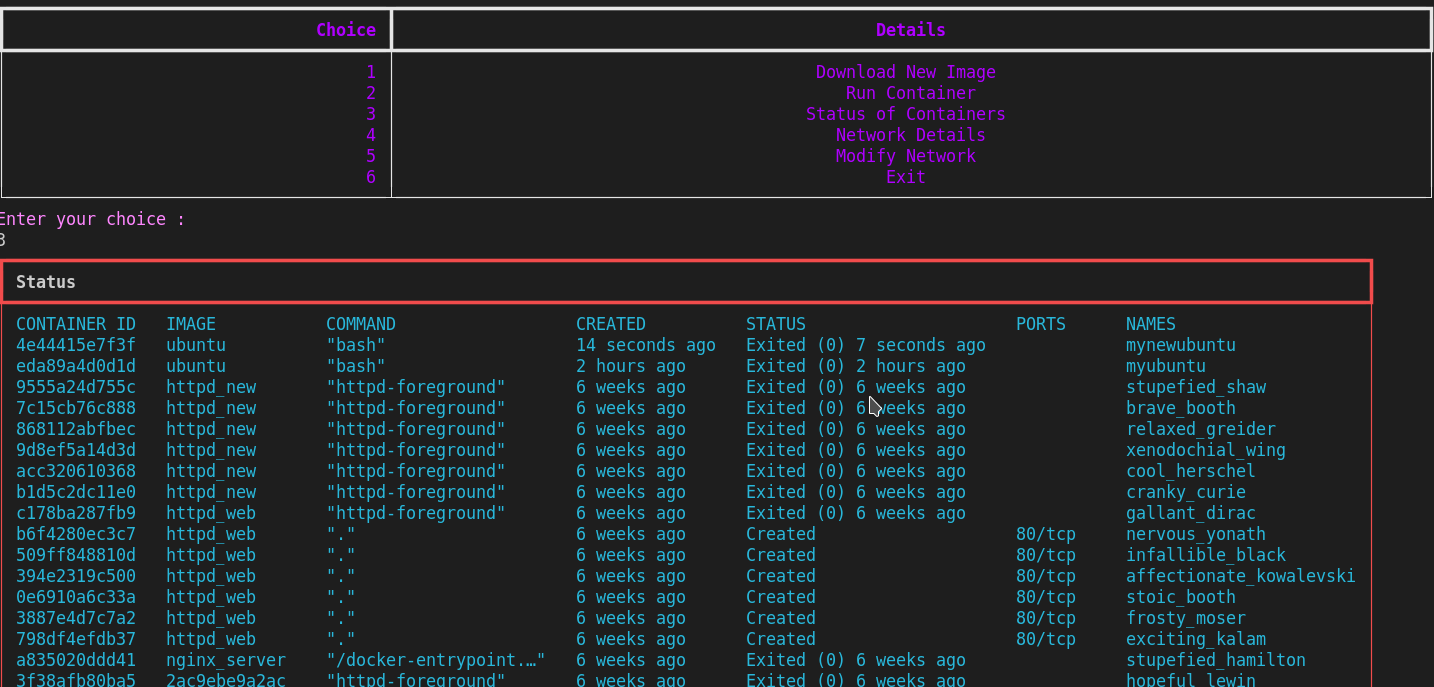 Choice Details
1 Download New Image
2 Run Container
3 Status of Containers
4 Network Details
5 Modify Network
6 Exit
Enter your choice :
3
Status
CONTAINER ID IMAGE COMMAND CREATED STATUS PORTS NAMES
4e44415e7f3f ubuntu "bash" 14 seconds ago Exited (0) 7 seconds ago mynewubuntu
eda89a4d0d1d ubuntu "bash" 2 hours ago Exited (0) 2 hours ago myubuntu
9555a24d755c httpd_new "httpd-foreground" 6 weeks ago Exited (0) 6 weeks ago stupefied_shaw
7c15cb76c888 httpd_new "httpd-foreground" 6 weeks ago Exited (0) 6 weeks ago brave_booth
868112abfbec httpd_new "httpd-foreground" 6 weeks ago Exited (0) 6 weeks ago relaxed_greider
9d8ef5a14d3d httpd_new "httpd-foreground" 6 weeks ago Exited (0) 6 weeks ago xenodochial_wing
acc320610368 httpd_new "httpd-foreground" 6 weeks ago Exited (0) 6 weeks ago cool_herschel
b1d5c2dc11e0 httpd_new "httpd-foreground" 6 weeks ago Exited (0) 6 weeks ago cranky_curie
c178ba287fb9 httpd_web "httpd-foreground" 6 weeks ago Exited (0) 6 weeks ago gallant_dirac
b6f4280ec3c7 httpd_web "." 6 weeks ago Created 80/tcp nervous_yonath
509ff848810d httpd_web "." 6 weeks ago Created 80/tcp infallible_black
394e2319c500 httpd_web "." 6 weeks ago Created 80/tcp affectionate_kowalevski
0e6910a6c33a httpd_web "." 6 weeks ago Created 80/tcp stoic_booth
3887e4d7c7a2 httpd_web "." 6 weeks ago Created 80/tcp frosty_moser
798df4efdb37 httpd_web "." 6 weeks ago Created 80/tcp exciting_kalam
a835020ddd41 nginx_server "/docker-entrypoint.…" 6 weeks ago Exited (0) 6 weeks ago stupefied_hamilton
3f38afb80ba5 2ac9ebe9a2ac "httpd-foreground" 6 weeks ago Exited (0) 6 weeks ago hopeful_lewin